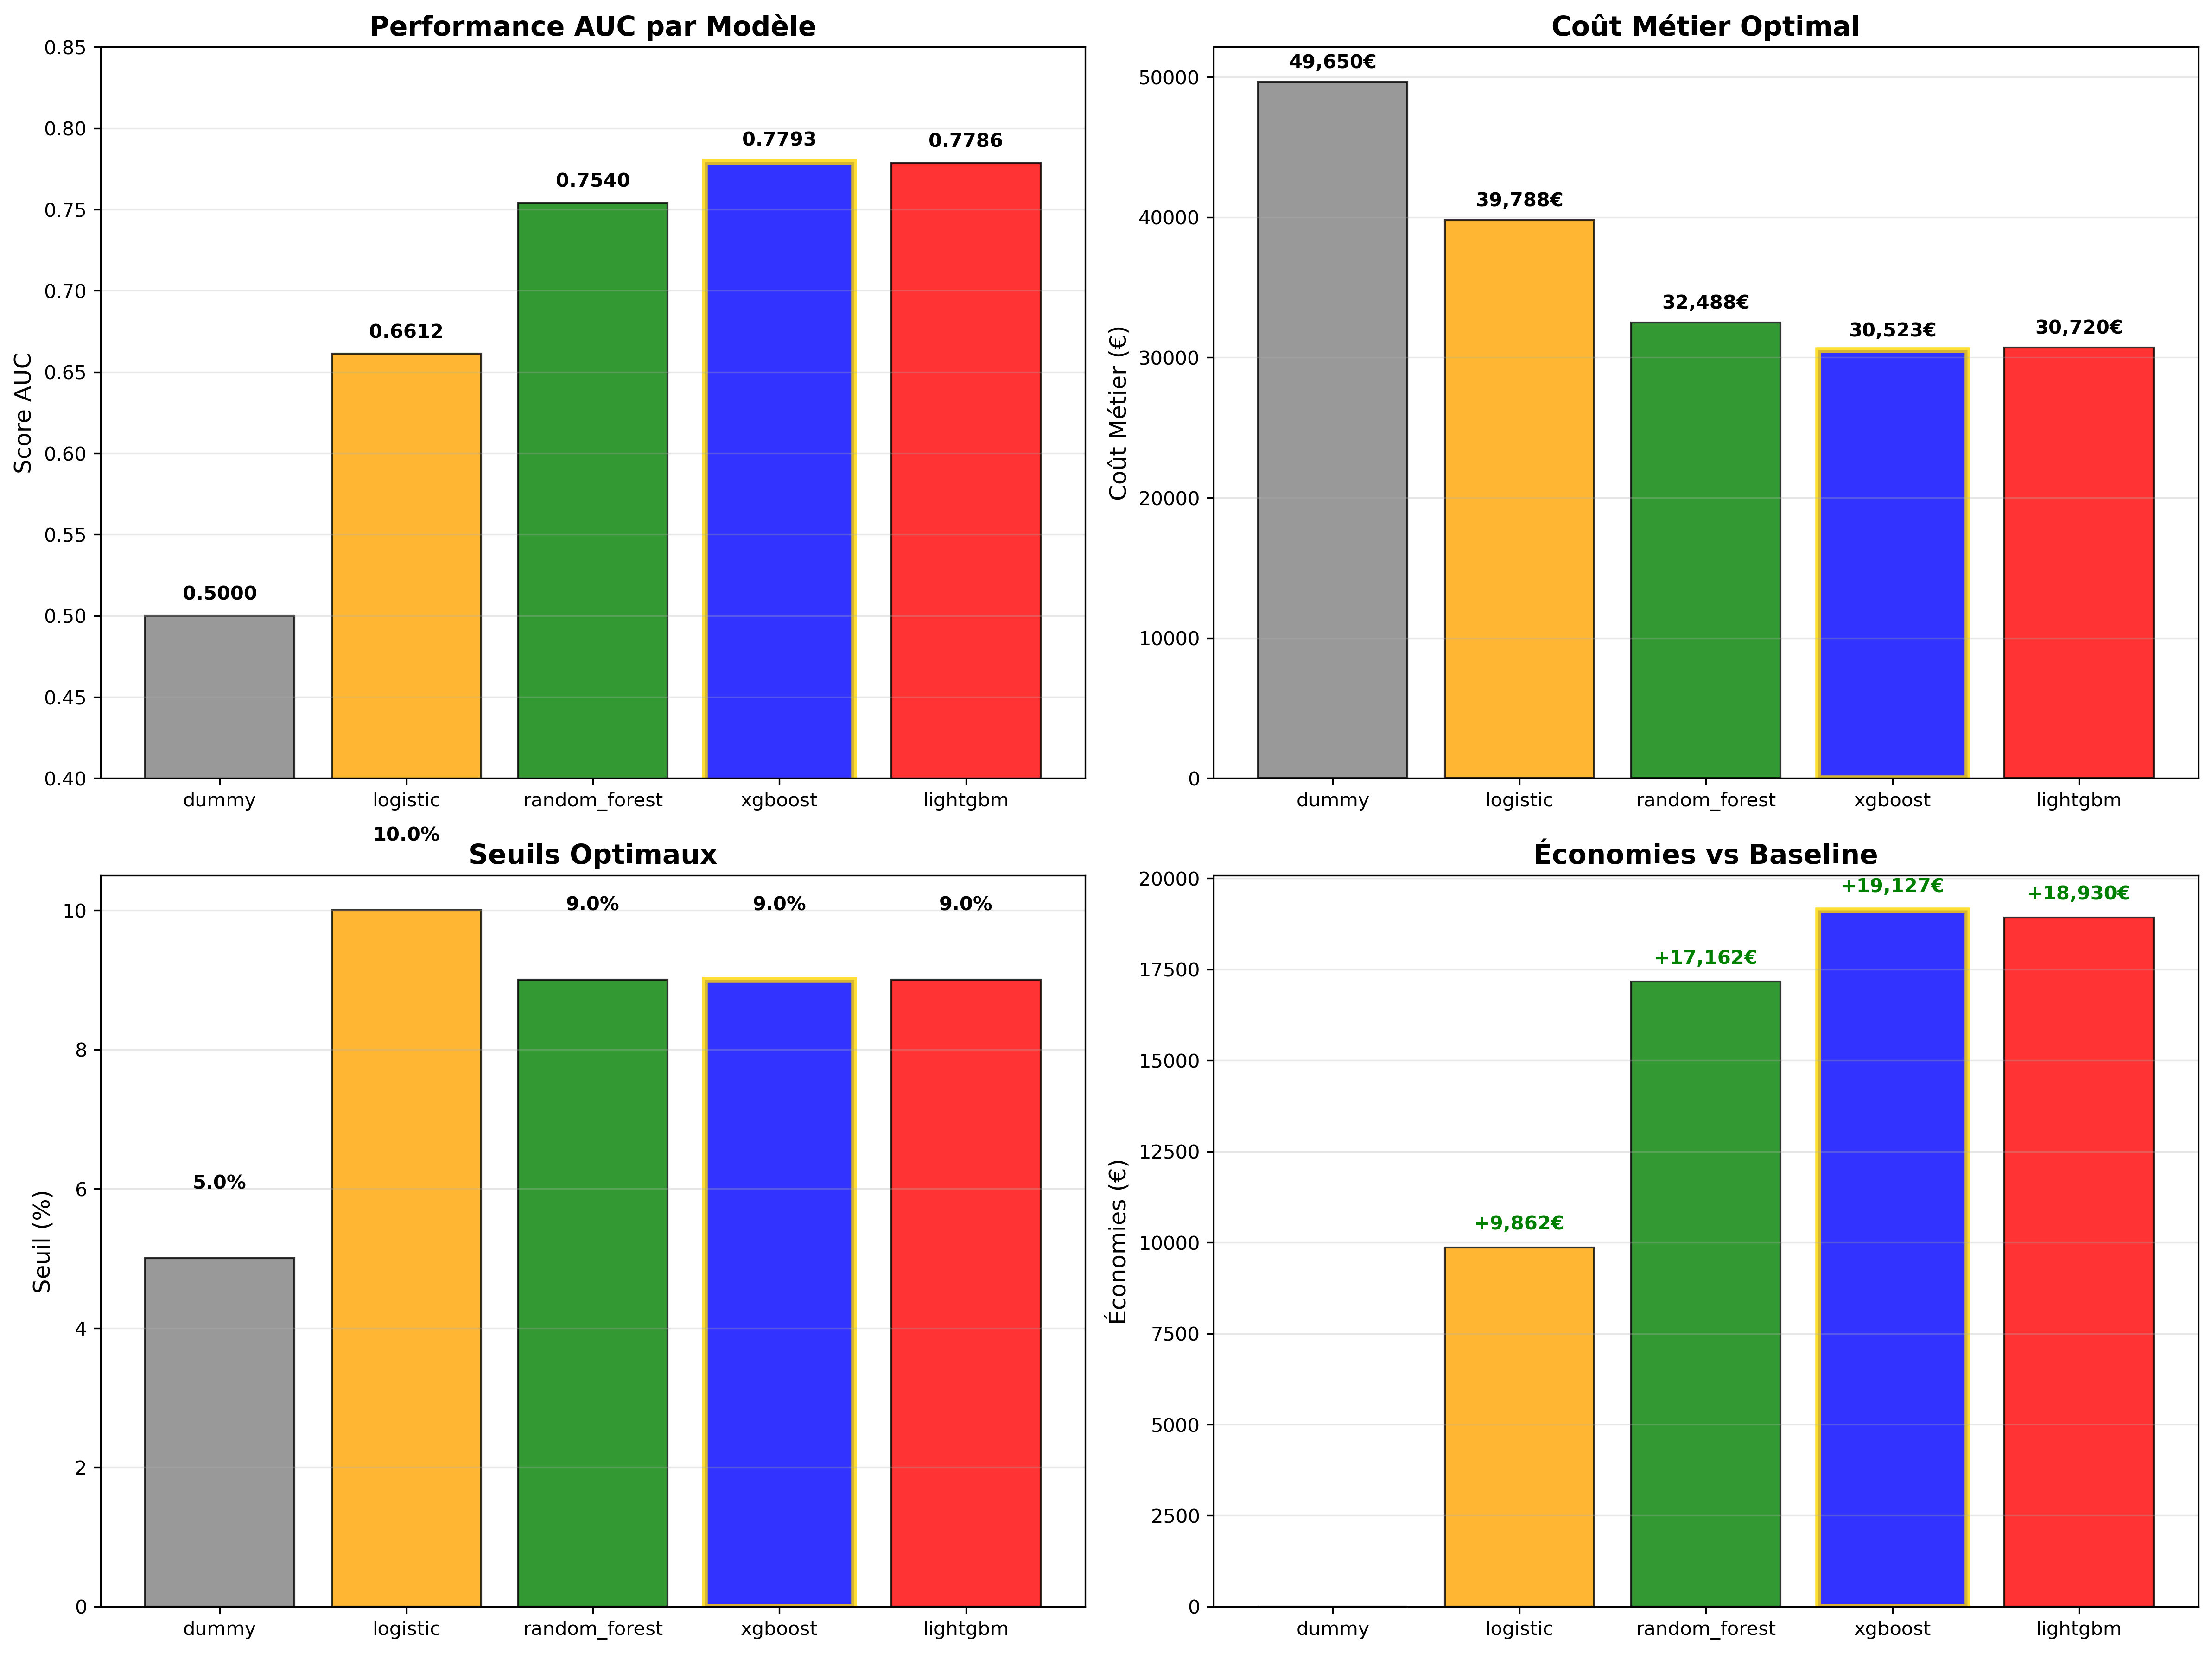 Performance AUC par Modèle
Score AUC
0.85
0.80
0.75
0.70
0.65
0.60
0.55
0.50
0.45
0.40
0.5000
0.6612
0.7540
0.7793
0.7786
dummy
logistic
random_forest
xgboost
lightgbm
Coût Métier Optimal
Coût Métier (€)
50000
40000
30000
20000
10000
0
49,650€
39,788€
32,488€
30,523€
30,720€
dummy
logistic
random_forest
xgboost
lightgbm
Seuils Optimaux
Seuil (%)
10
8
6
4
2
0
5.0%
10.0%
9.0%
9.0%
9.0%
dummy
logistic
random_forest
xgboost
lightgbm
Économies vs Baseline
Économies (€)
20000
17500
15000
12500
10000
7500
5000
2500
0
+9,862€
+17,162€
+19,127€
+18,930€
dummy
logistic
random_forest
xgboost
lightgbm